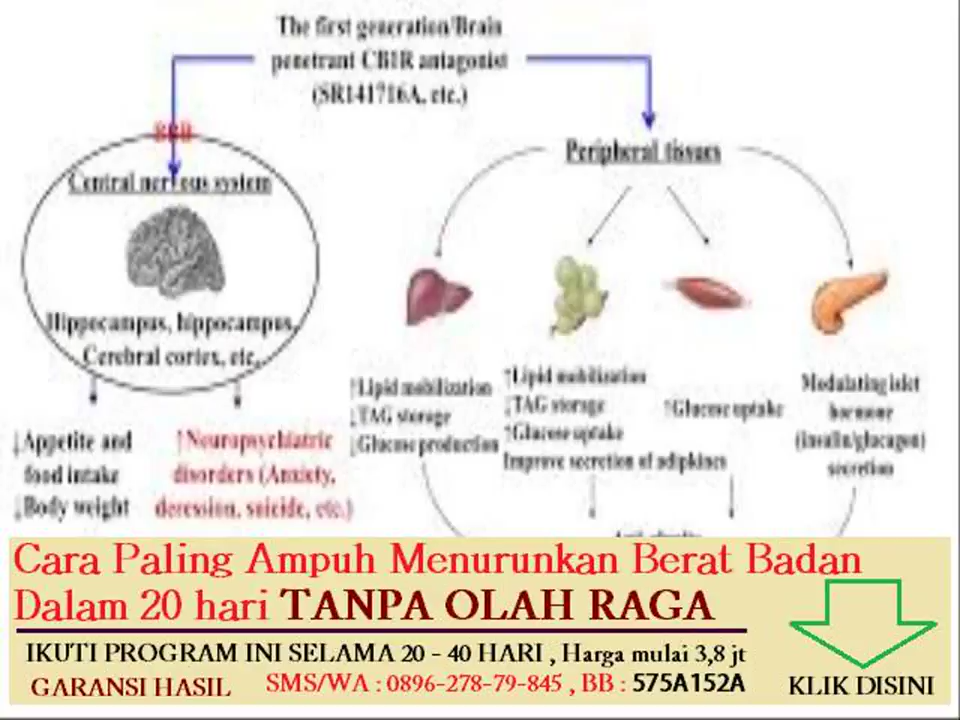 The first generation/Brain
penetrant CB1R antagonist
(SR141716A, etc.)
BBB
Peripheral tissues
Central nervous system
Hippocampus, hippocampus,
Cerebral cortex, etc.
↓Appetite and
food intake
↓Body weight
↑Neuropsychiatric
disorders (Anxiety,
deression, suicide, etc.)
↑Lipid mobilization
↓TAG storage
↓Glucose production
↑Lipid mobilization
↓TAG storage
↑Glucose uptake
Improve secretion of adipkines
↑Glucose uptake
Modulating islet
hormone
(insulin/glucagon)
secretion
Cara Paling Ampuh Menurunkan Berat Badan
Dalam 20 hari TANPA OLAH RAGA
IKUTI PROGRAM INI SELAMA 20 - 40 HARI , Harga mulai 3,8 jt
GARANSI HASIL SMS/WA : 0896-278-79-845 , BB : 575A152A
KLIK DISINI